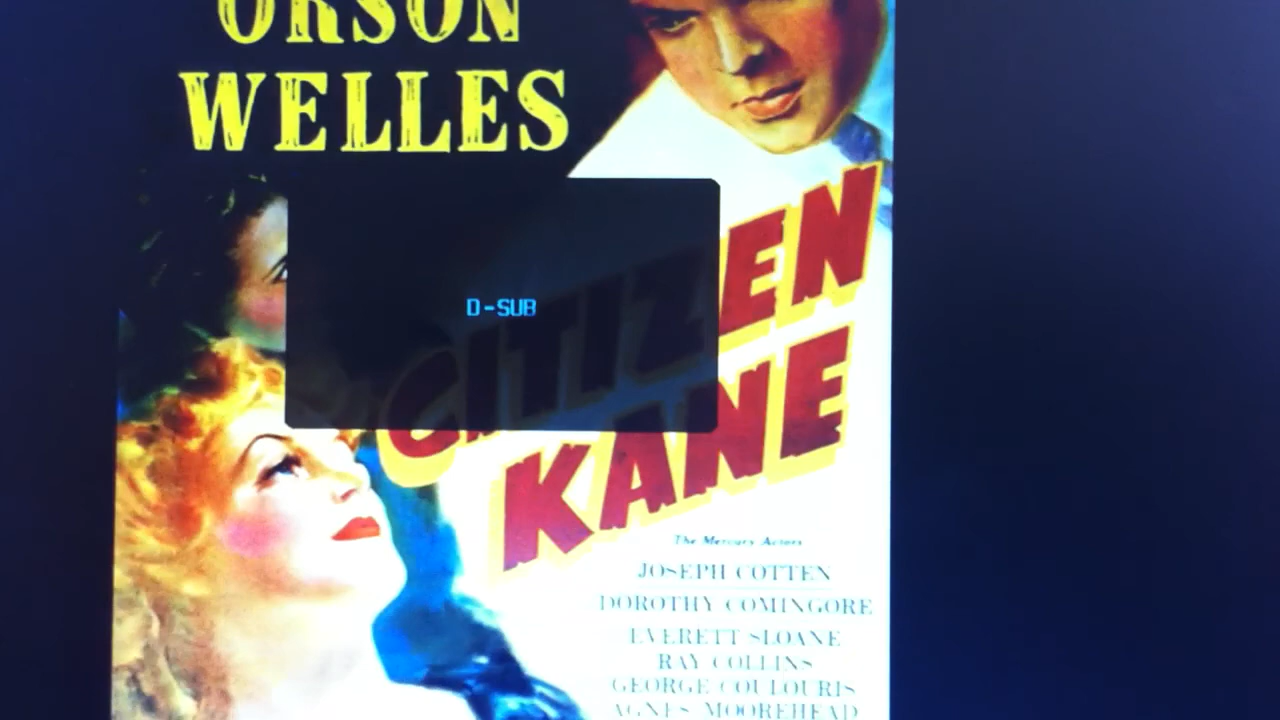 ORSON
WELLES
D-SUB
CITIZEN
KANE
The Mercury Actors
JOSEPH COTTEN
DOROTHY COMINGORE
EVERETT SLOANE
RAY COLLINS
GEORGE COULOURIS
AGNES MOOREHEAD